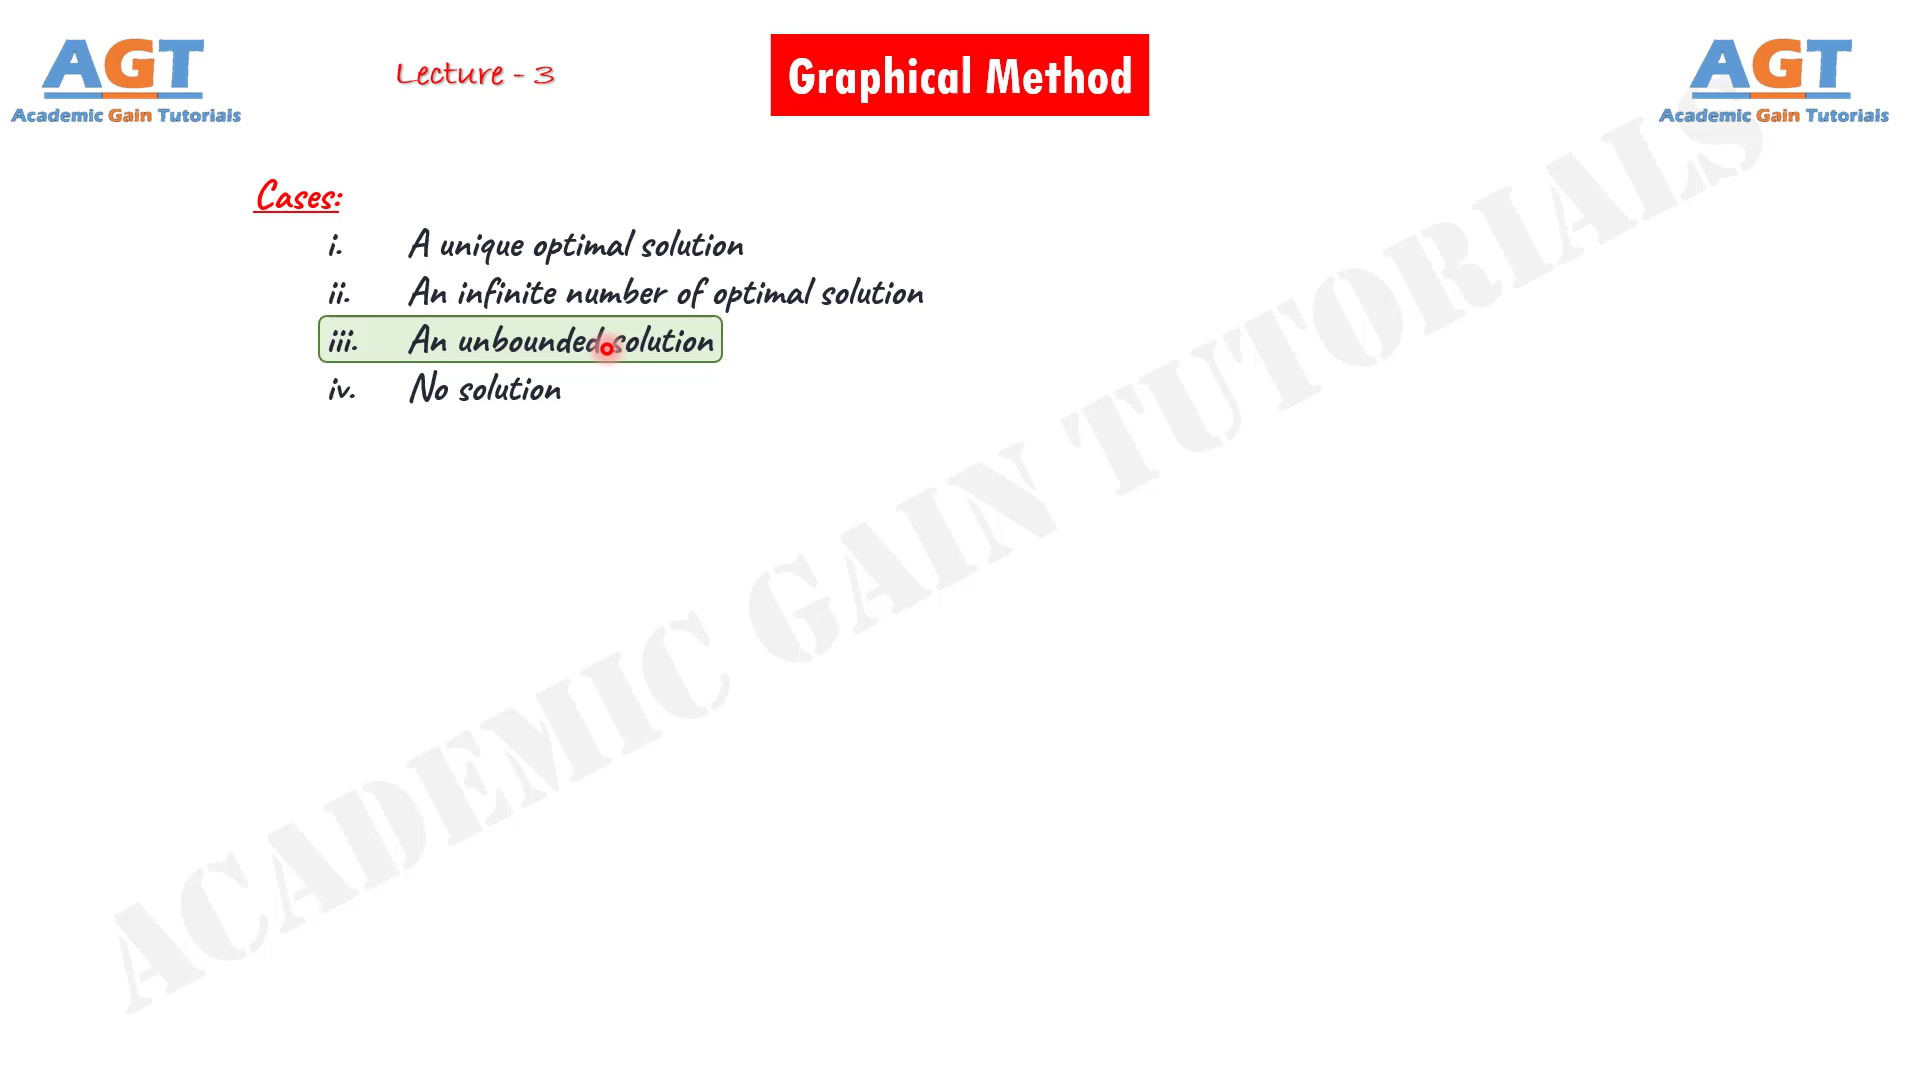 AGT
Academic Gain Tutorials
Lecture - 3
Graphical Method
AGT
Academic Gain Tutorials
Cases:
i. A unique optimal solution
ii. An infinite number of optimal solution
iii. An unbounded solution
iv. No solution
ACADEMIC GAIN TUTORIALS